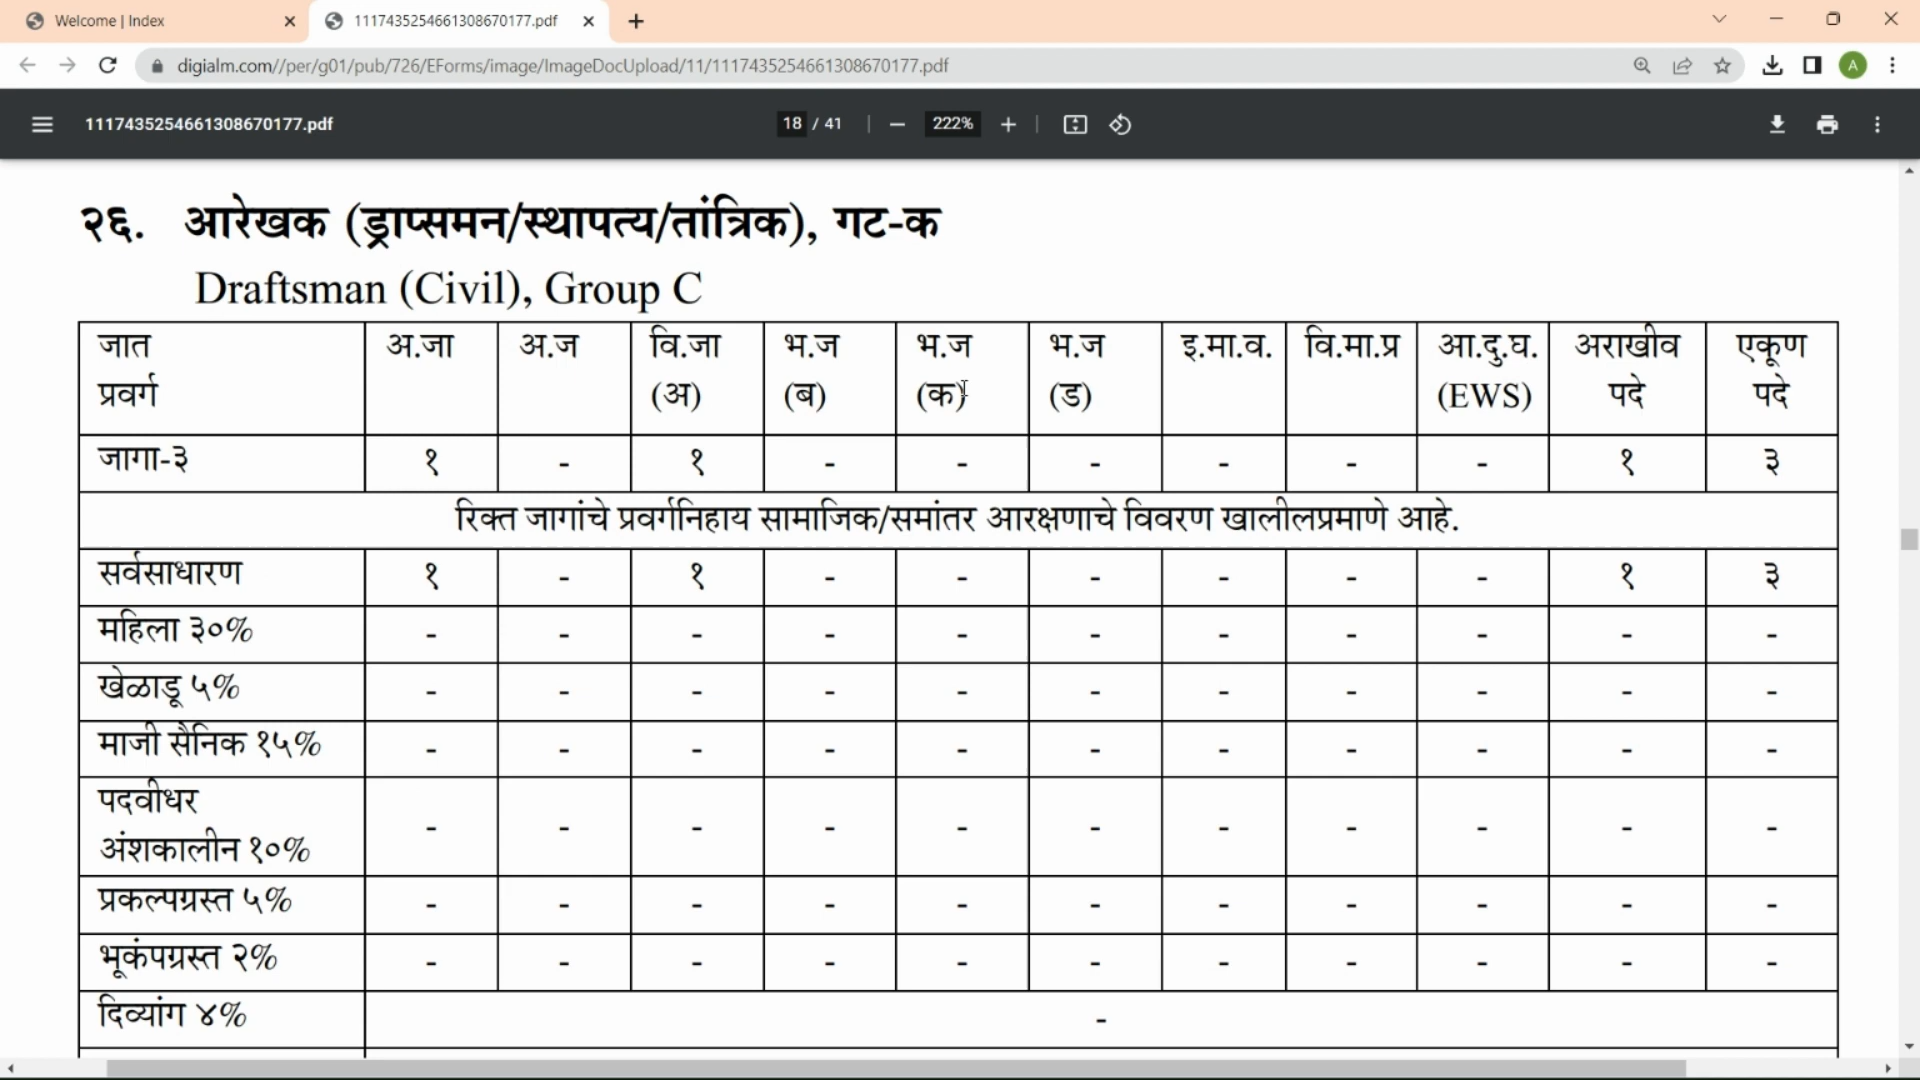 Welcome | Index
1117435254661308670177.pdf
digialm.com//per/g01/pub/726/EForms/image/ImageDocUpload/11/1117435254661308670177.pdf
A
1117435254661308670177.pdf
18 / 41
222%
२६. आरेखक (ड्राप्समन/स्थापत्य/तांत्रिक), गट-क
Draftsman (Civil), Group C
जात प्रवर्ग अ.जा अ.ज वि.जा (अ) भ.ज (ब) भ.ज (क) भ.ज (ड) इ.मा.व. वि.मा.प्र आ.दु.घ. (EWS) अराखीव पदे एकूण पदे
जागा-३ १ - १ - - - - - - १ ३
रिक्त जागांचे प्रवर्गनिहाय सामाजिक/समांतर आरक्षणाचे विवरण खालीलप्रमाणे आहे.
सर्वसाधारण १ - १ - - - - - - १ ३
महिला ३०% - - - - - - - - - - -
खेळाडू ५% - - - - - - - - - - -
माजी सैनिक १५% - - - - - - - - - - -
पदवीधर अंशकालीन १०% - - - - - - - - - - -
प्रकल्पग्रस्त ५% - - - - - - - - - - -
भूकंपग्रस्त २% - - - - - - - - - - -
दिव्यांग ४% -